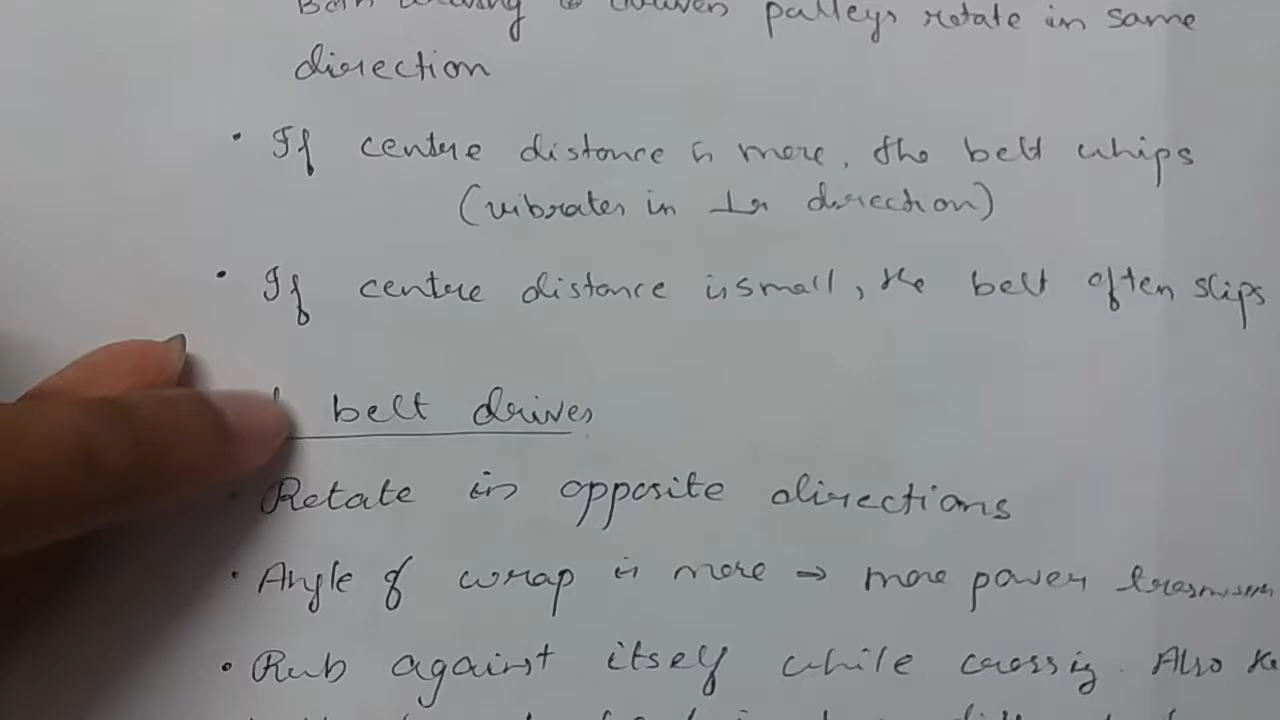 pulleys rotate in same
direction
• If centre distance is more, the belt whips
(vibrates in ⊥r direction)
• If centre distance is small, the belt often slips
belt drives
• Rotate in opposite directions
• Angle of wrap is more → more power
• Rub against itself while crossig. Also the